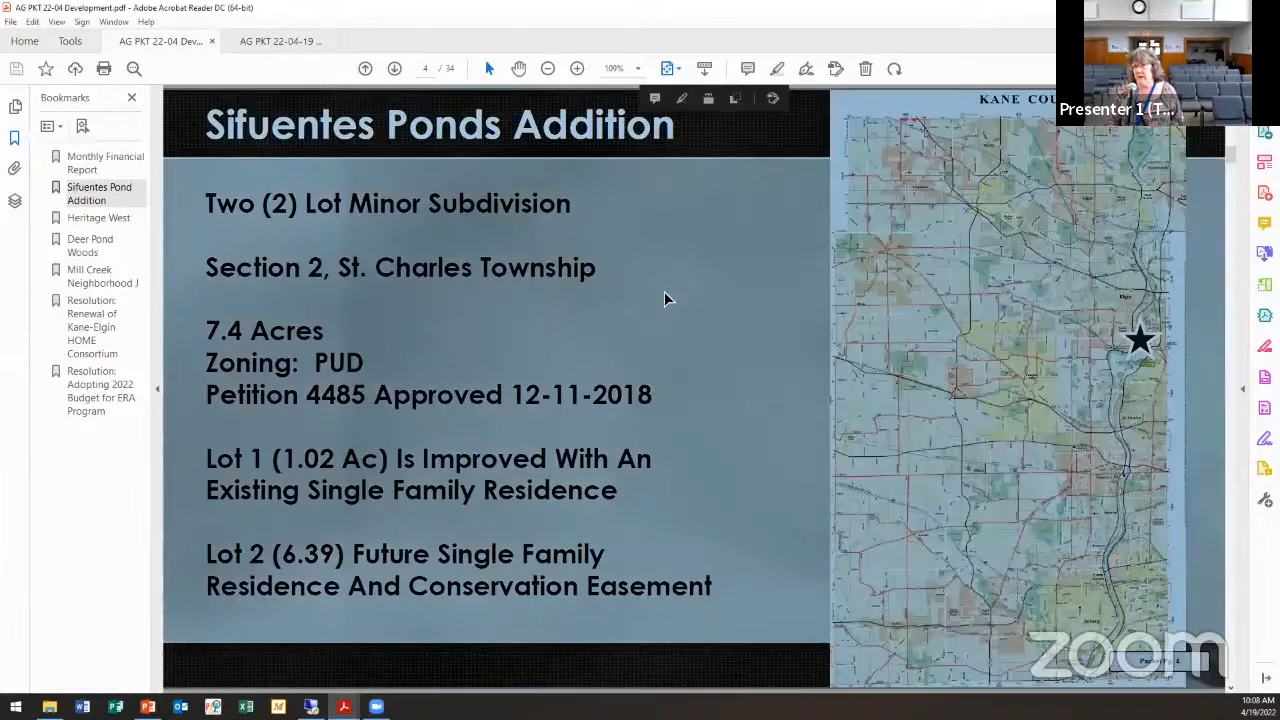 AG PKT 22-04 Development.pdf - Adobe Acrobat Reader DC (64-bit)
File Edit View Sign Window Help
Home Tools AG PKT 22-04 Dev... × AG PKT 22-04-19 ...
4
109%
Bookmarks
Monthly Financial
Report
Sifuentes Pond
Addition
Heritage West
Deer Pond
Woods
Mill Creek
Neighborhood J
Resolution:
Renewal of
Kane-Elgin
HOME
Consortium
Resolution:
Adopting 2022
Budget for ERA
Program
Sifuentes Ponds Addition
Two (2) Lot Minor Subdivision
Section 2, St. Charles Township
7.4 Acres
Zoning: PUD
Petition 4485 Approved 12-11-2018
Lot 1 (1.02 Ac) Is Improved With An
Existing Single Family Residence
Lot 2 (6.39) Future Single Family
Residence And Conservation Easement
KANE COU
Elgin
Packet Pg. 4
Presenter 1 (T...
zoom
10:08 AM
4/19/2022